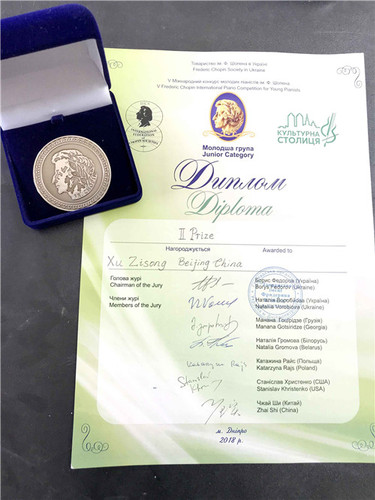 Товариство ім. Ф. Шопена в Україні
Frederic Chopin Society in Ukraine
V Міжнародний конкурс молодих піаністів ім. Ф. Шопена
V Frederic Chopin International Piano Competition for Young Pianists
КУЛЬТУРНА
СТОЛИЦЯ
Молодша група
Junior Category
Диплом
Diploma
II Prize
Нагороджується
Awarded to
Xu Zisong Beijing China
Голова журі
Chairman of the Jury
Борис Федоров (Україна)
Borys Fedorov (Ukraine)
Члени журі
Members of the Jury
Наталія Воробйова (Україна)
Nataliia Vorobiova (Ukraine)
Манана Гоцірідзе (Грузія)
Manana Gotsiridze (Georgia)
Наталія Громова (Білорусь)
Natalia Gromova (Belarus)
Катажина Райс (Польща)
Katarzyna Rajs (Poland)
Станіслав Христенко (США)
Stanislav Khristenko (USA)
Чжай Ши (Китай)
Zhai Shi (China)
м. Дніпро
2018 р.